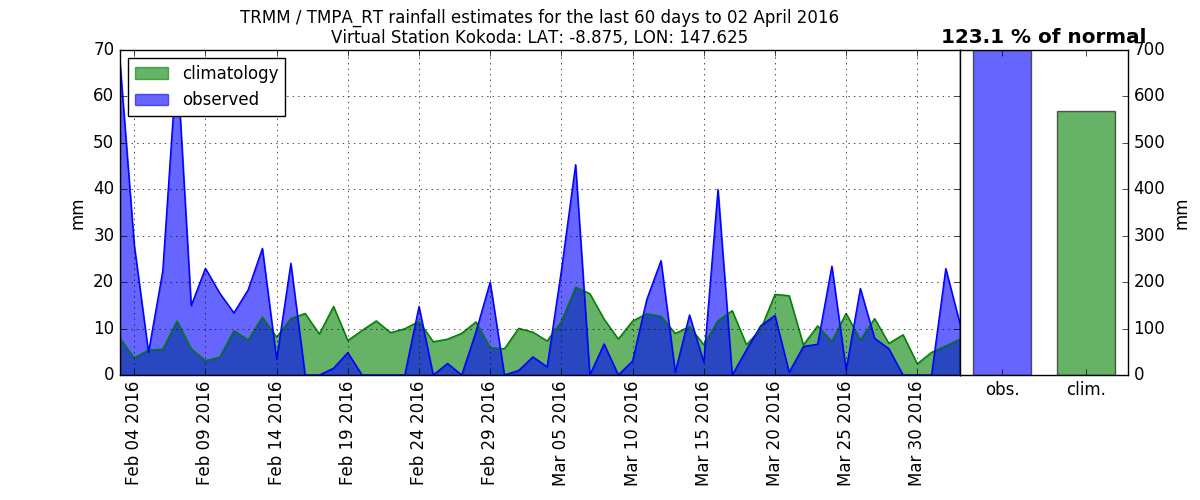 TRMM / TMPA_RT rainfall estimates for the last 60 days to 02 April 2016
Virtual Station Kokoda: LAT: -8.875, LON: 147.625
123.1 % of normal
climatology
observed
70
60
50
40
30
20
10
0
mm
Feb 04 2016
Feb 09 2016
Feb 14 2016
Feb 19 2016
Feb 24 2016
Feb 29 2016
Mar 05 2016
Mar 10 2016
Mar 15 2016
Mar 20 2016
Mar 25 2016
Mar 30 2016
obs.
clim.
700
600
500
400
300
200
100
0
mm